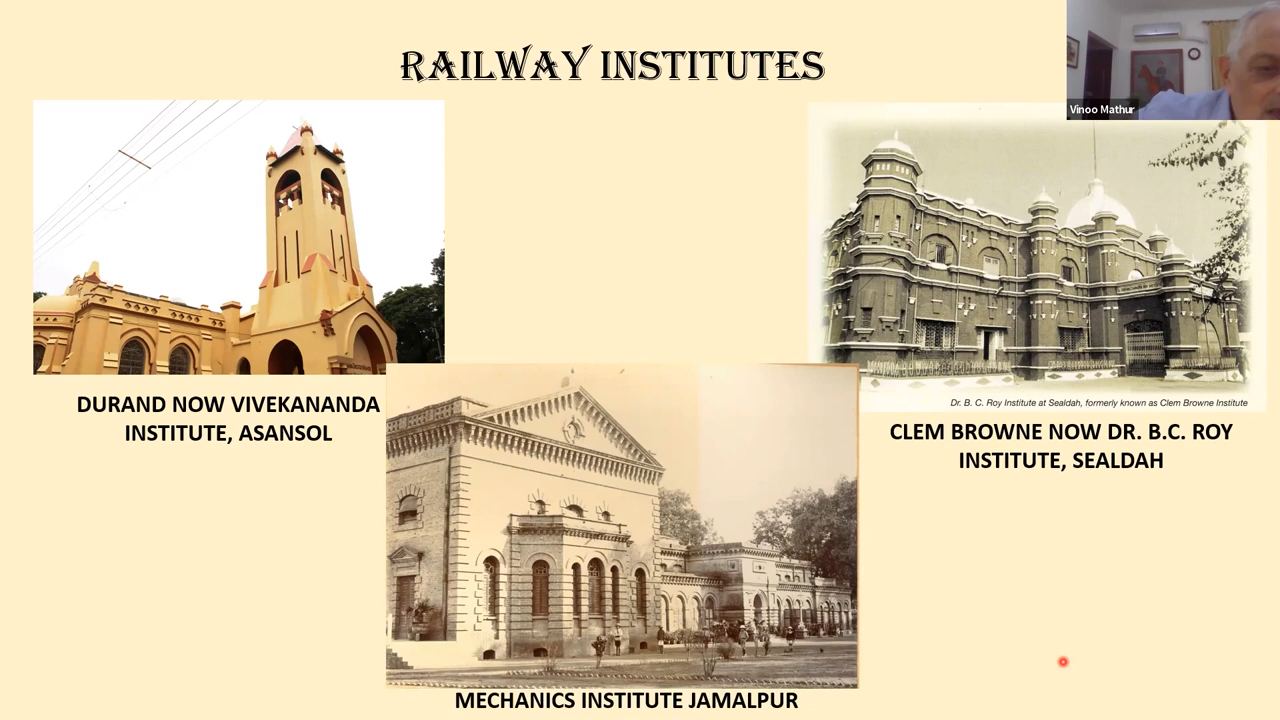 RAILWAY INSTITUTES
Vinoo Mathur
DURAND NOW VIVEKANANDA
INSTITUTE, ASANSOL
Dr. B. C. Roy Institute at Sealdah, formerly known as Clem Browne Institute
CLEM BROWNE NOW DR. B.C. ROY
INSTITUTE, SEALDAH
MECHANICS INSTITUTE JAMALPUR